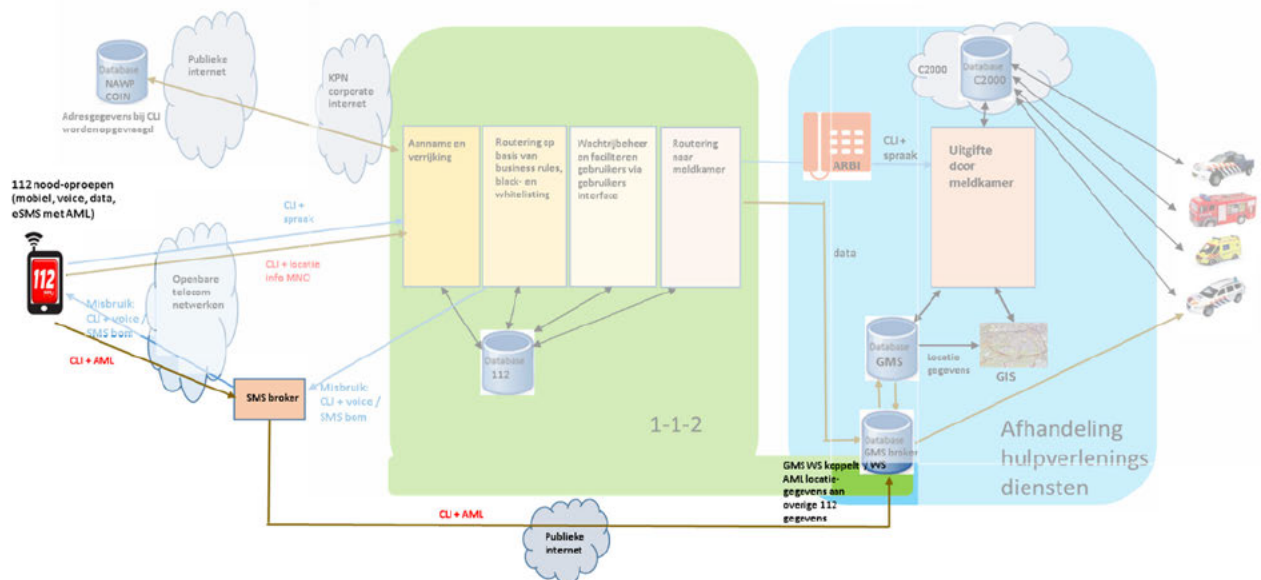 Database
NAWP
COIN
Publieke
internet
KPN
corporate
internet
Adresgegevens bij CLI
worden opgevraagd
Aanname en
verrijking
Routering op
basis van
business rules,
black- en
whitelisting
Wachtrijbeheer
en faciliteren
gebruikers via
gebruikers
interface
Routering
naar
meldkamer
C2000
Database
C2000
ARBI
CLI +
spraak
Uitgifte
door
meldkamer
112 nood-oproepen
(mobiel, voice, data,
eSMS met AML)
112
CLI +
spraak
CLI + locatie
info MNO
Openbare
telecom
netwerken
Misbruik:
CLI + voice /
SMS bom
CLI + AML
SMS broker
Misbruik:
CLI + voice /
SMS bom
Database
112
data
Database
GMS
Locatie
gegevens
GIS
1-1-2
Database
GMS broker
Afhandeling
hulpverlenings
diensten
GMS WS koppelt / WS
AML locatie-
gegevens aan
overige 112
gegevens
CLI + AML
Publieke
internet